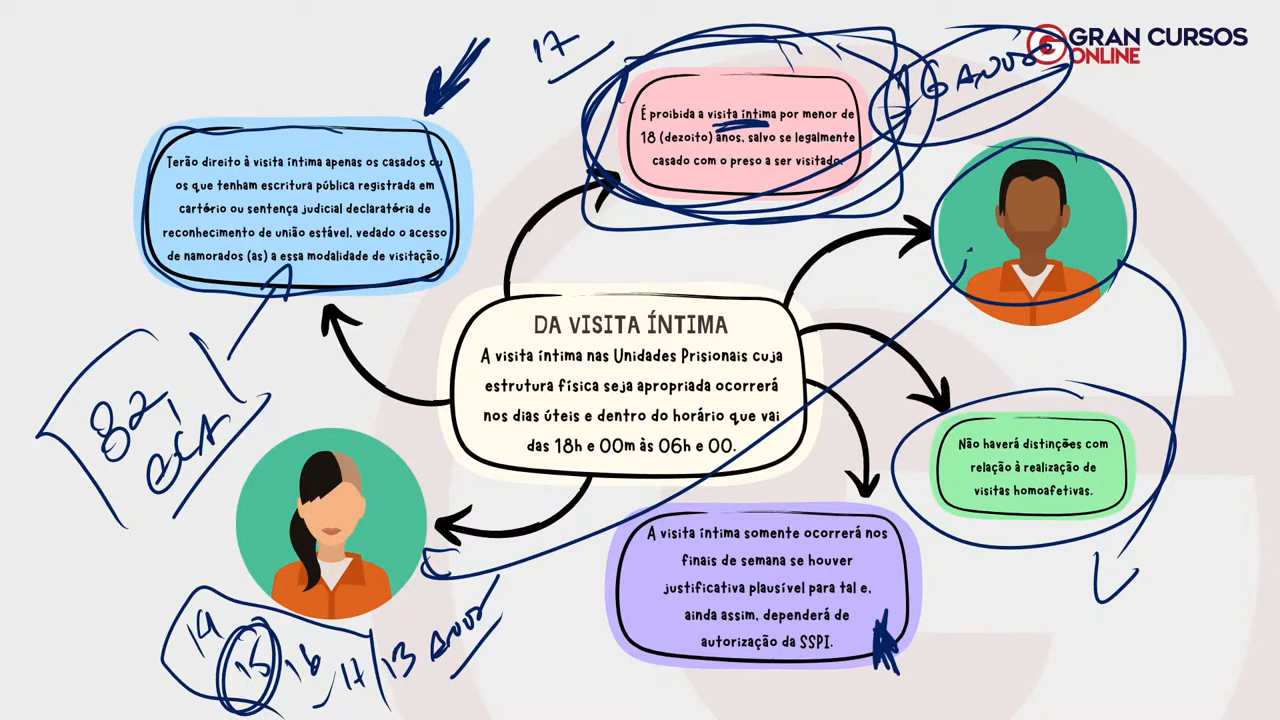 GRAN CURSOS
ONLINE
17
16 ANOS
É proibida a visita íntima por menor de
18 (dezoito) anos, salvo se legalmente
casado com o preso a ser visitado.
Terão direito à visita íntima apenas os casados ou
os que tenham escritura pública registrada em
cartório ou sentença judicial declaratória de
reconhecimento de união estável, vedado o acesso
de namorados (as) a essa modalidade de visitação.
DA VISITA ÍNTIMA
A visita íntima nas Unidades Prisionais cuja
estrutura física seja apropriada ocorrerá
nos dias úteis e dentro do horário que vai
das 18h e 00m às 06h e 00.
82,
ECA
Não haverá distinções com
relação à realização de
visitas homoafetivas.
A visita íntima somente ocorrerá nos
finais de semana se houver
justificativa plausível para tal e,
ainda assim, dependerá de
autorização da SSPI.
14 15 16, 17 / 13 ANOS